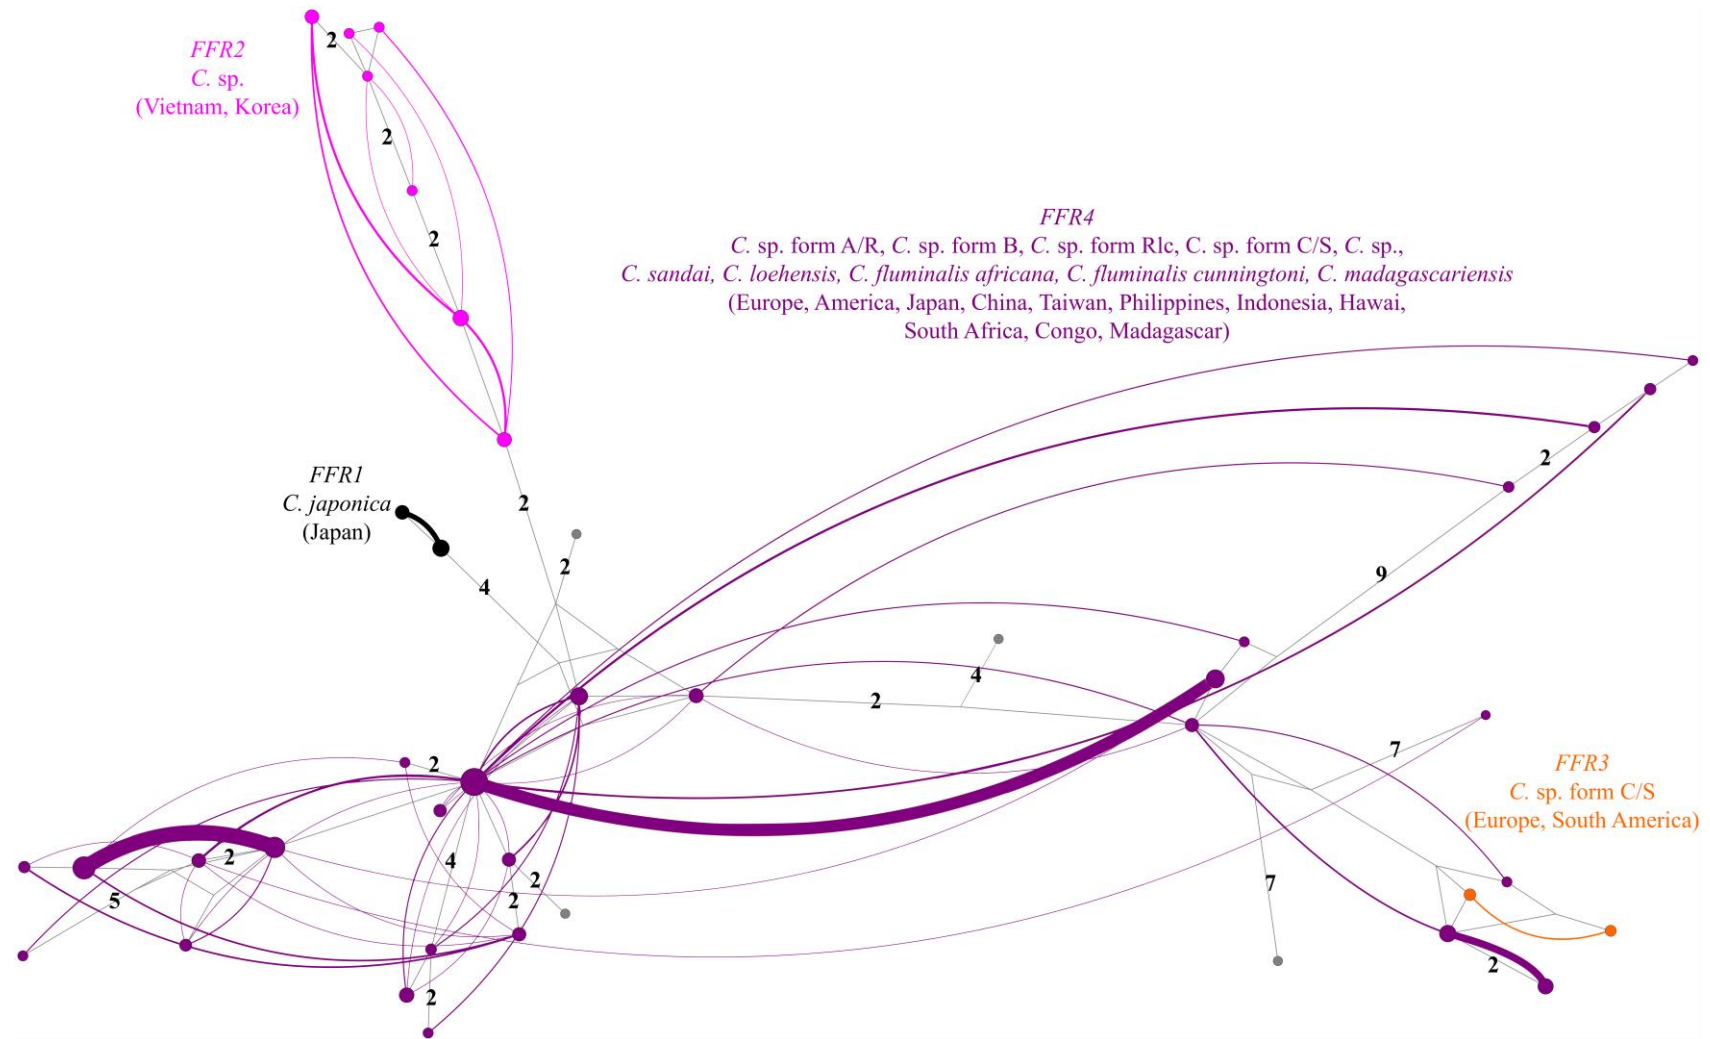 FFR2
C. sp.
(Vietnam, Korea)
2
2
2
FFR4
C. sp. form A/R, C. sp. form B, C. sp. form Rlc, C. sp. form C/S, C. sp.,
C. sandai, C. loehensis, C. fluminalis africana, C. fluminalis cunningtoni, C. madagascariensis
(Europe, America, Japan, China, Taiwan, Philippines, Indonesia, Hawai,
South Africa, Congo, Madagascar)
2
FFR1
C. japonica
(Japan)
2
2
4
9
4
2
2
7
FFR3
C. sp. form C/S
(Europe, South America)
2
4
2
2
5
7
2
2